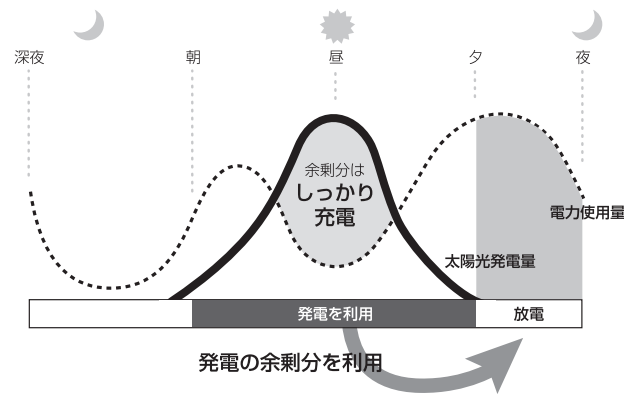 深夜
朝
昼
夕
夜
余剰分は
しっかり
充電
電力使用量
太陽光発電量
発電を利用
放電
発電の余剰分を利用